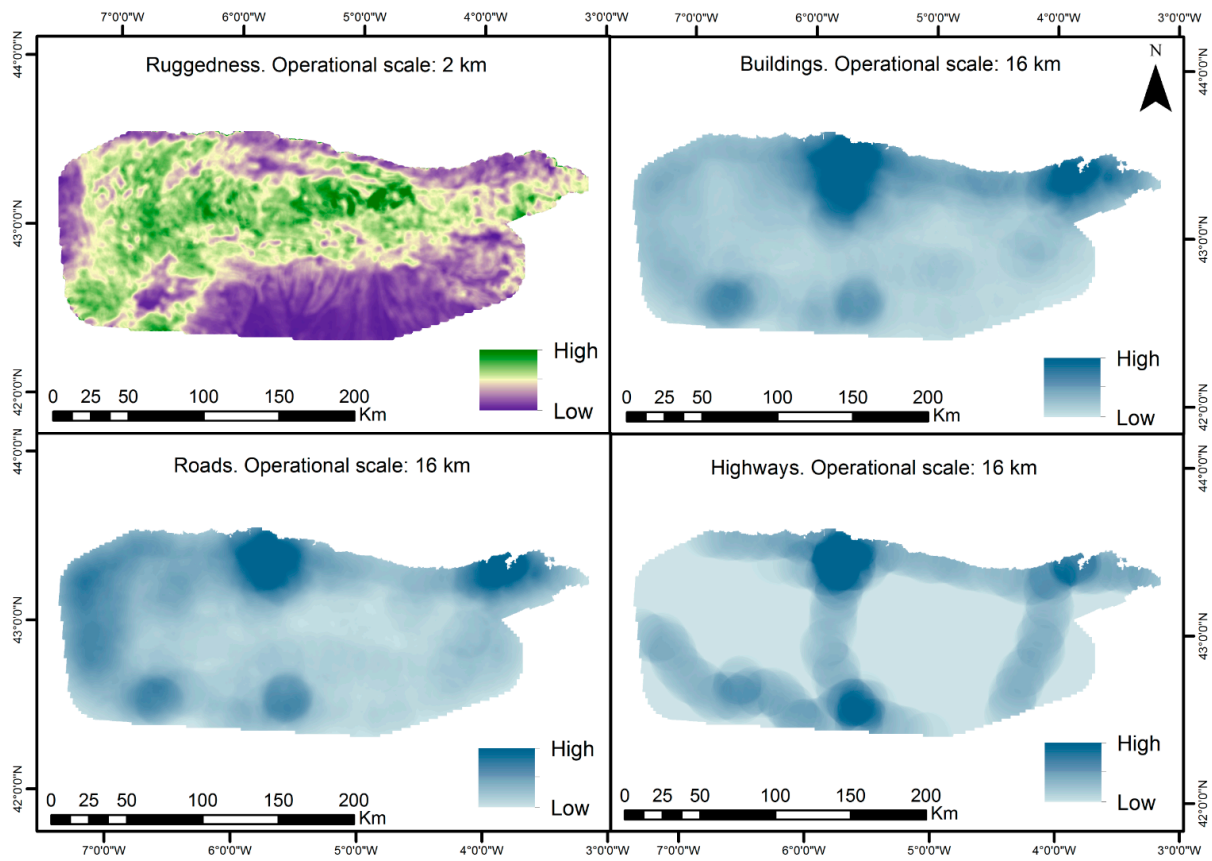 7°0'0"W 6°0'0"W 5°0'0"W 4°0'0"W 3°0'0"W 7°0'0"W 6°0'0"W 5°0'0"W 4°0'0"W 3°0'0"W
44°0'0"N
Ruggedness. Operational scale: 2 km
43°0'0"N
High
Low
0 25 50 100 150 200
Km
42°0'0"N
Buildings. Operational scale: 16 km
N
44°0'0"N
43°0'0"N
High
Low
0 25 50 100 150 200
Km
42°0'0"N
44°0'0"N
Roads. Operational scale: 16 km
43°0'0"N
High
Low
0 25 50 100 150 200
Km
42°0'0"N
Highways. Operational scale: 16 km
44°0'0"N
43°0'0"N
High
Low
0 25 50 100 150 200
Km
42°0'0"N
7°0'0"W 6°0'0"W 5°0'0"W 4°0'0"W 3°0'0"W 7°0'0"W 6°0'0"W 5°0'0"W 4°0'0"W 3°0'0"W